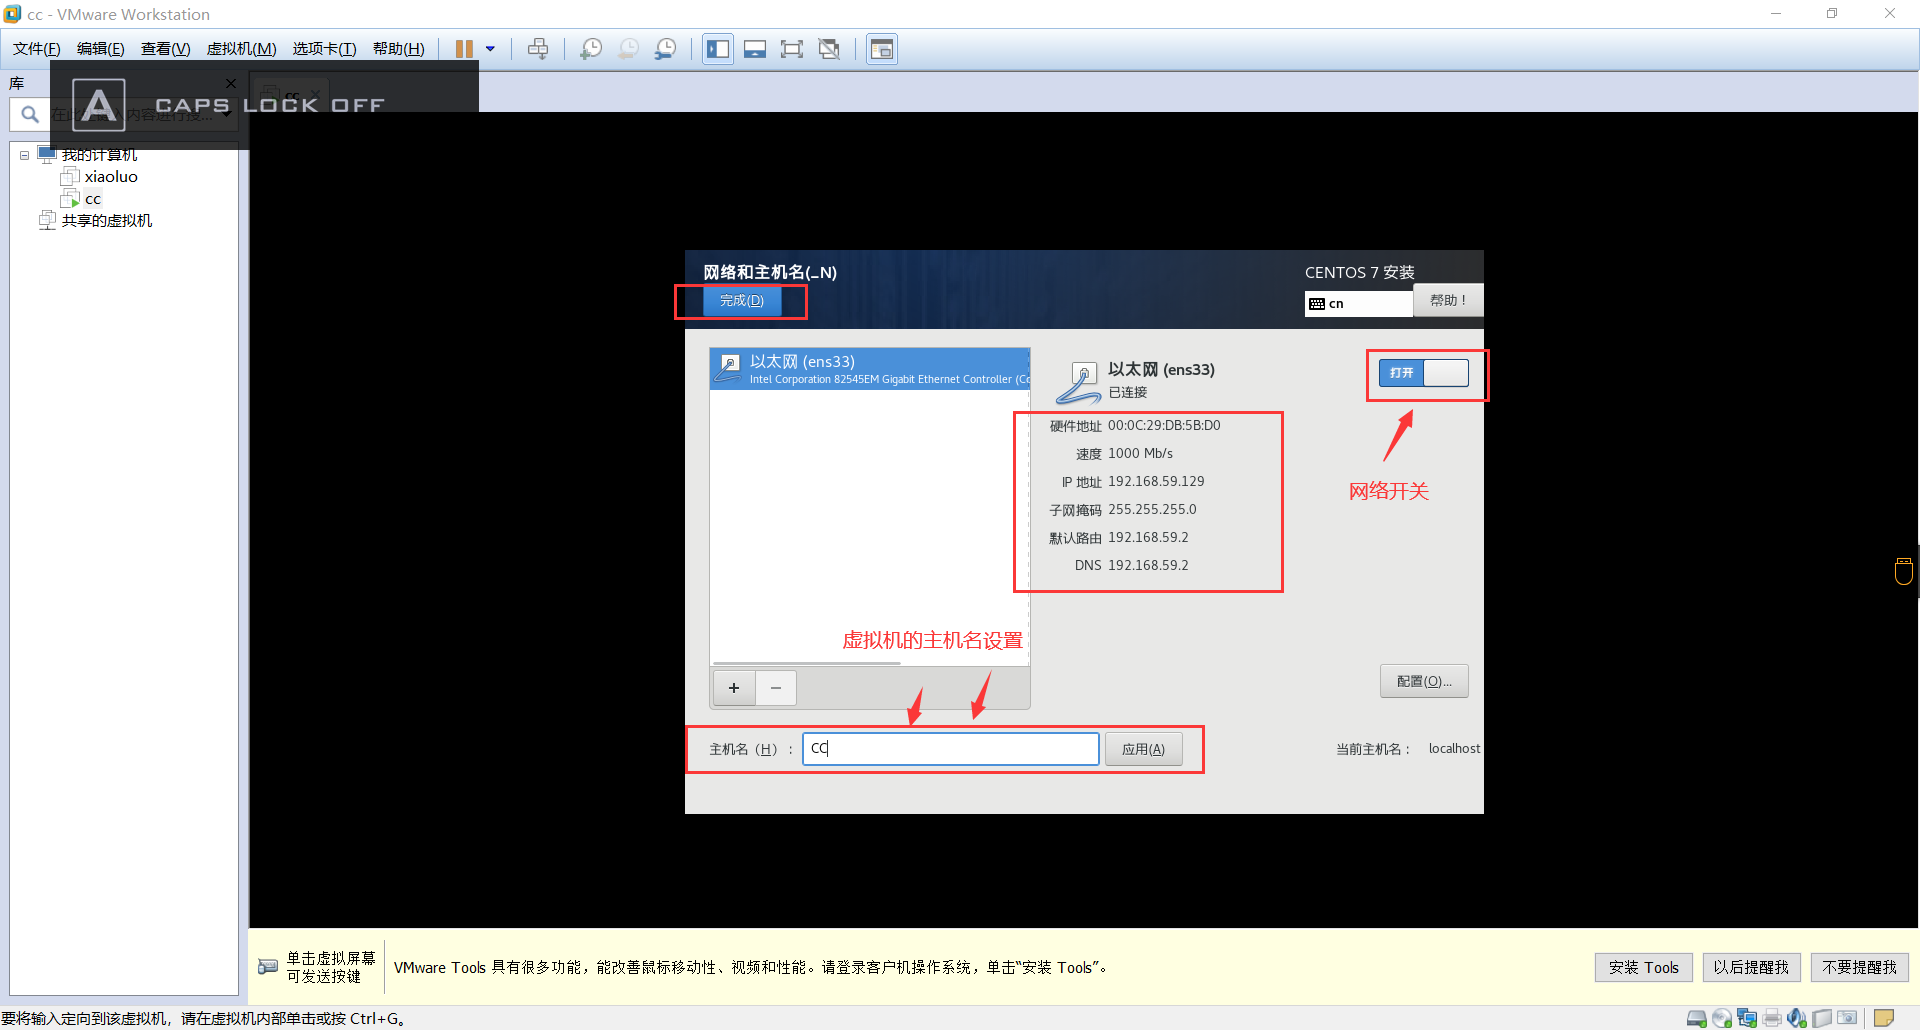 cc - VMware Workstation
文件(F) 编辑(E) 查看(V) 虚拟机(M) 选项卡(T) 帮助(H)
库
CAPS LOCK OFF
A
cc
我的计算机
xiaoluo
cc
共享的虚拟机
网络和主机名(_N)
CENTOS 7 安装
完成(D)
cn
帮助！
以太网 (ens33)
Intel Corporation 82545EM Gigabit Ethernet Controller (Co
以太网 (ens33)
已连接
打开
硬件地址 00:0C:29:DB:5B:D0
速度 1000 Mb/s
IP 地址 192.168.59.129
子网掩码 255.255.255.0
默认路由 192.168.59.2
DNS 192.168.59.2
网络开关
虚拟机的主机名设置
+ −
配置(O)...
主机名（H）： CC
应用(A)
当前主机名： localhost
单击虚拟屏幕
可发送按键
VMware Tools 具有很多功能，能改善鼠标移动性、视频和性能。请登录客户机操作系统，单击“安装 Tools”。
安装 Tools
以后提醒我
不要提醒我
要将输入定向到该虚拟机，请在虚拟机内部单击或按 Ctrl+G。